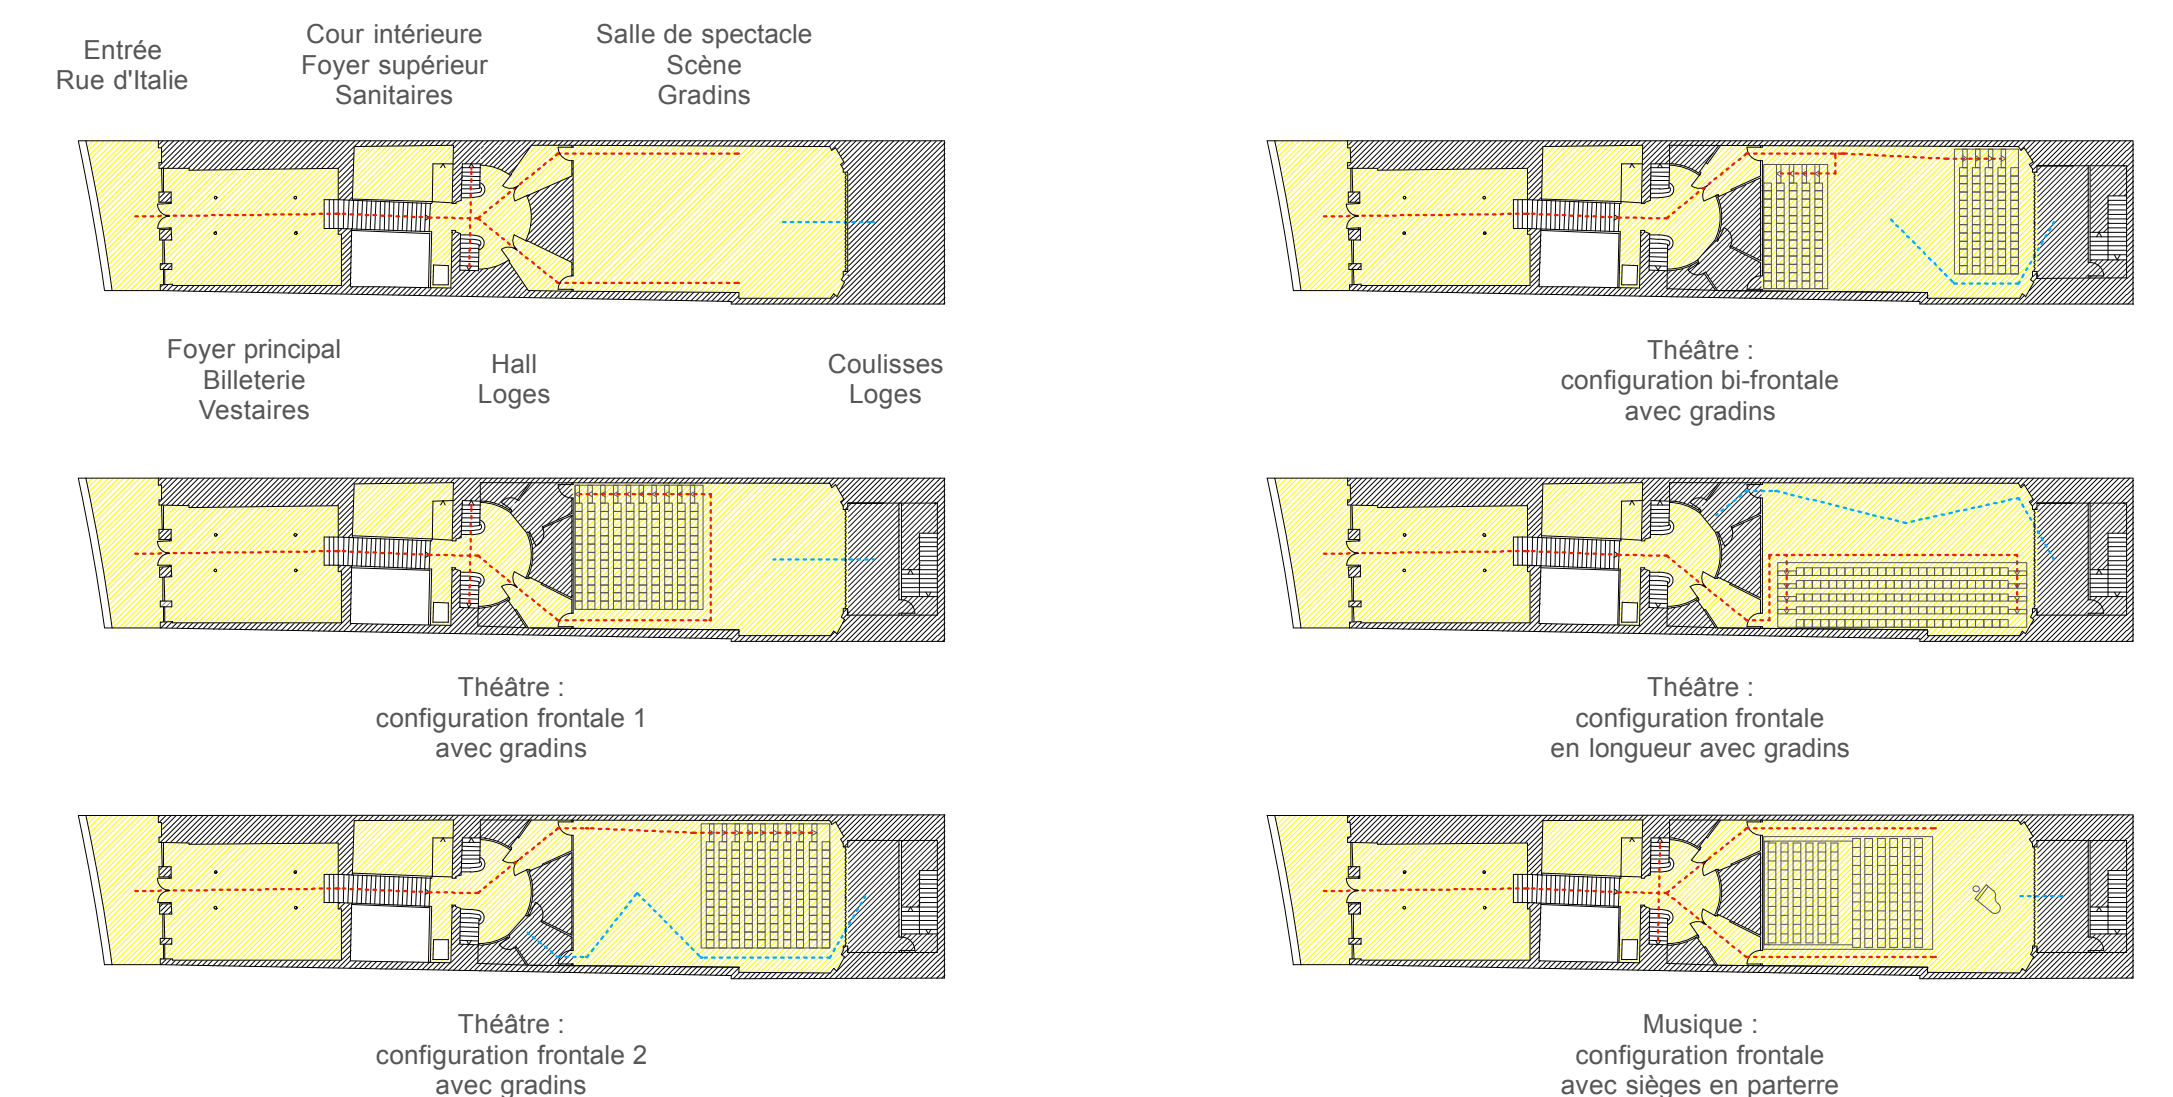 Entrée
Rue d'Italie
Cour intérieure
Foyer supérieur
Sanitaires
Salle de spectacle
Scène
Gradins
Foyer principal
Billeterie
Vestaires
Hall
Loges
Coulisses
Loges
Théâtre :
configuration bi-frontale
avec gradins
Théâtre :
configuration frontale 1
avec gradins
Théâtre :
configuration frontale
en longueur avec gradins
Théâtre :
configuration frontale 2
avec gradins
Musique :
configuration frontale
avec sièges en parterre